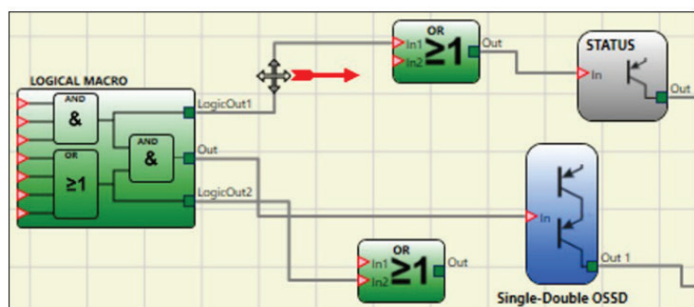 OR
In1
In2
≥1
Out
STATUS
In
Out
LOGICAL MACRO
AND
&
OR
≥1
AND
&
LogicOut1
Out
LogicOut2
OR
In1
In2
≥1
Out
In
Out 1
Single-Double OSSD